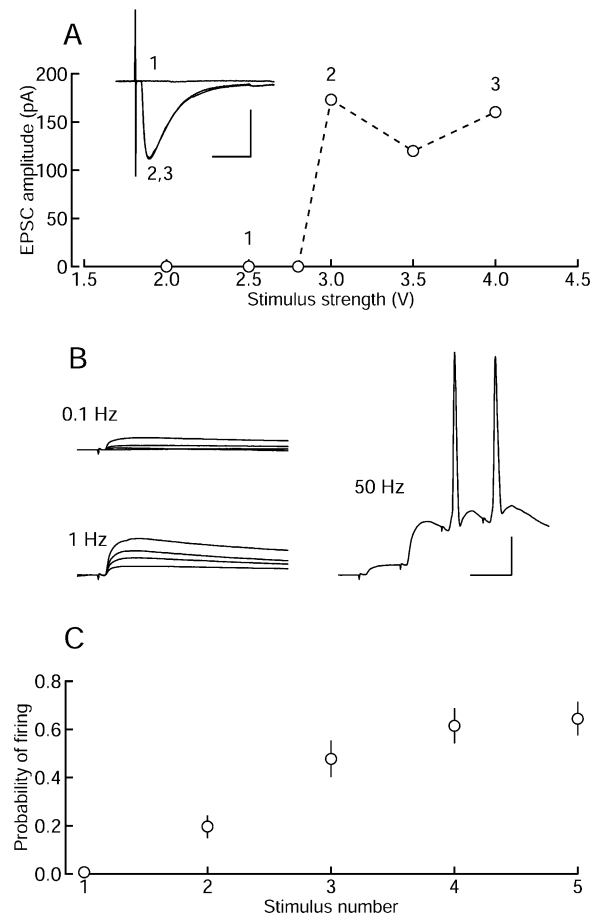 A
EPSC amplitude (pA)
200
150
100
50
0
1
2,3
1
2
3
1.5
2.0
2.5
3.0
3.5
4.0
4.5
Stimulus strength (V)
B
0.1 Hz
1 Hz
50 Hz
C
Probability of firing
0.8
0.6
0.4
0.2
0.0
1
2
3
4
5
Stimulus number